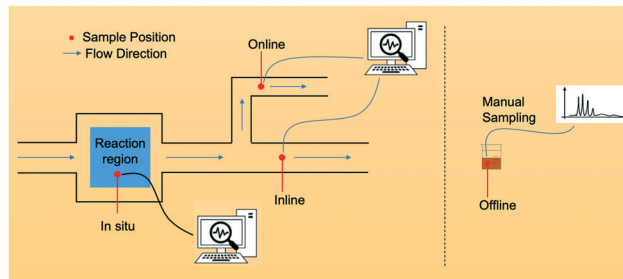 Sample Position
Flow Direction
Online
Reaction
region
In situ
Inline
Manual
Sampling
Offline